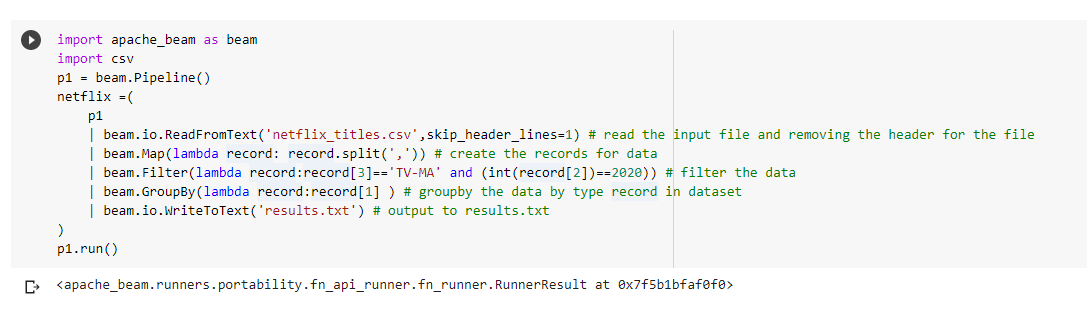 import apache_beam as beam
import csv
p1 = beam.Pipeline()
netflix =(
    p1
    | beam.io.ReadFromText('netflix_titles.csv',skip_header_lines=1) # read the input file and removing the header for the file
    | beam.Map(lambda record: record.split(',')) # create the records for data
    | beam.Filter(lambda record:record[3]=='TV-MA' and (int(record[2])==2020)) # filter the data
    | beam.GroupBy(lambda record:record[1] ) # groupby the data by type record in dataset
    | beam.io.WriteToText('results.txt') # output to results.txt
)
p1.run()
<apache_beam.runners.portability.fn_api_runner.fn_runner.RunnerResult at 0x7f5b1bfaf0f0>